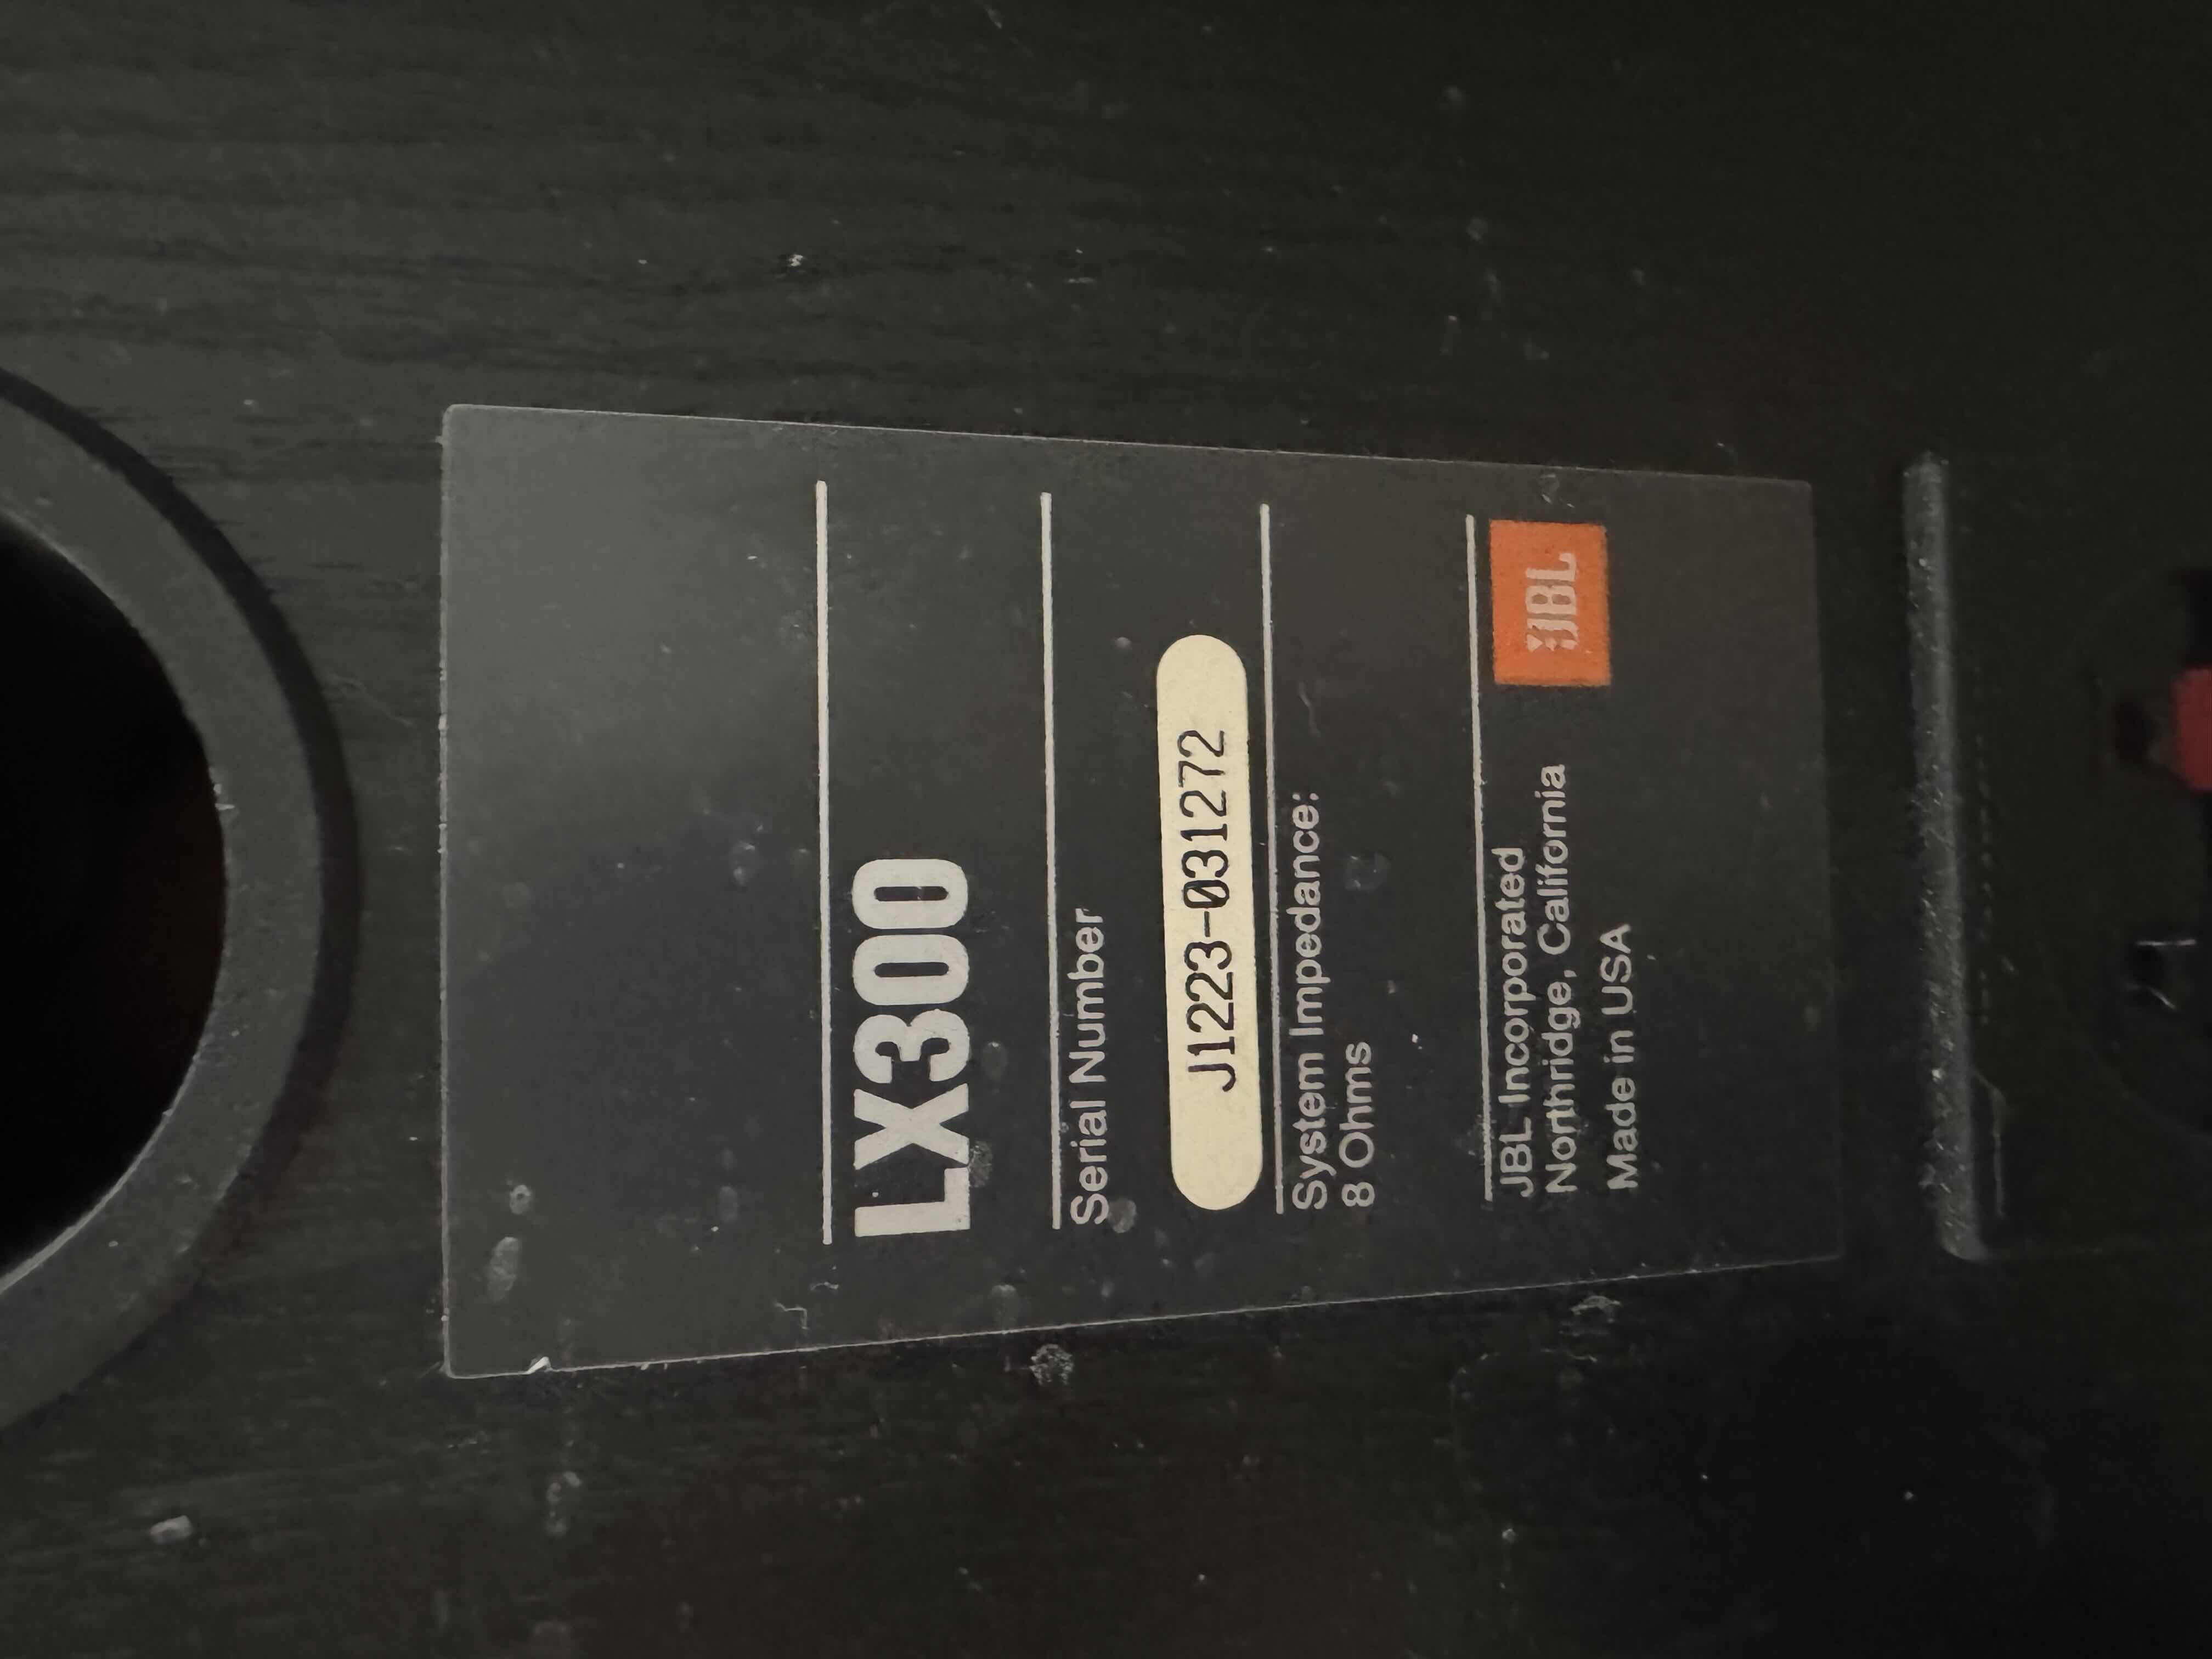 LX300
Serial Number
J1223-031272
System Impedance:
8 Ohms
JBL Incorporated
Northridge, California
Made in USA
JBL